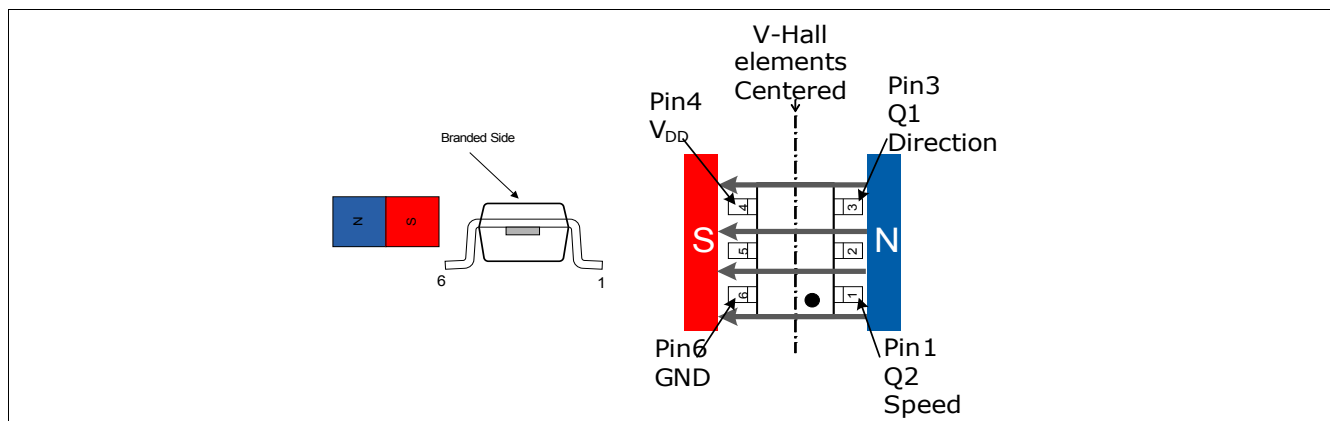 Branded Side
N
S
6
1
V-Hall
elements
Centered
Pin4
VDD
Pin3
Q1
Direction
S
N
4
5
6
3
2
1
Pin6
GND
Pin1
Q2
Speed